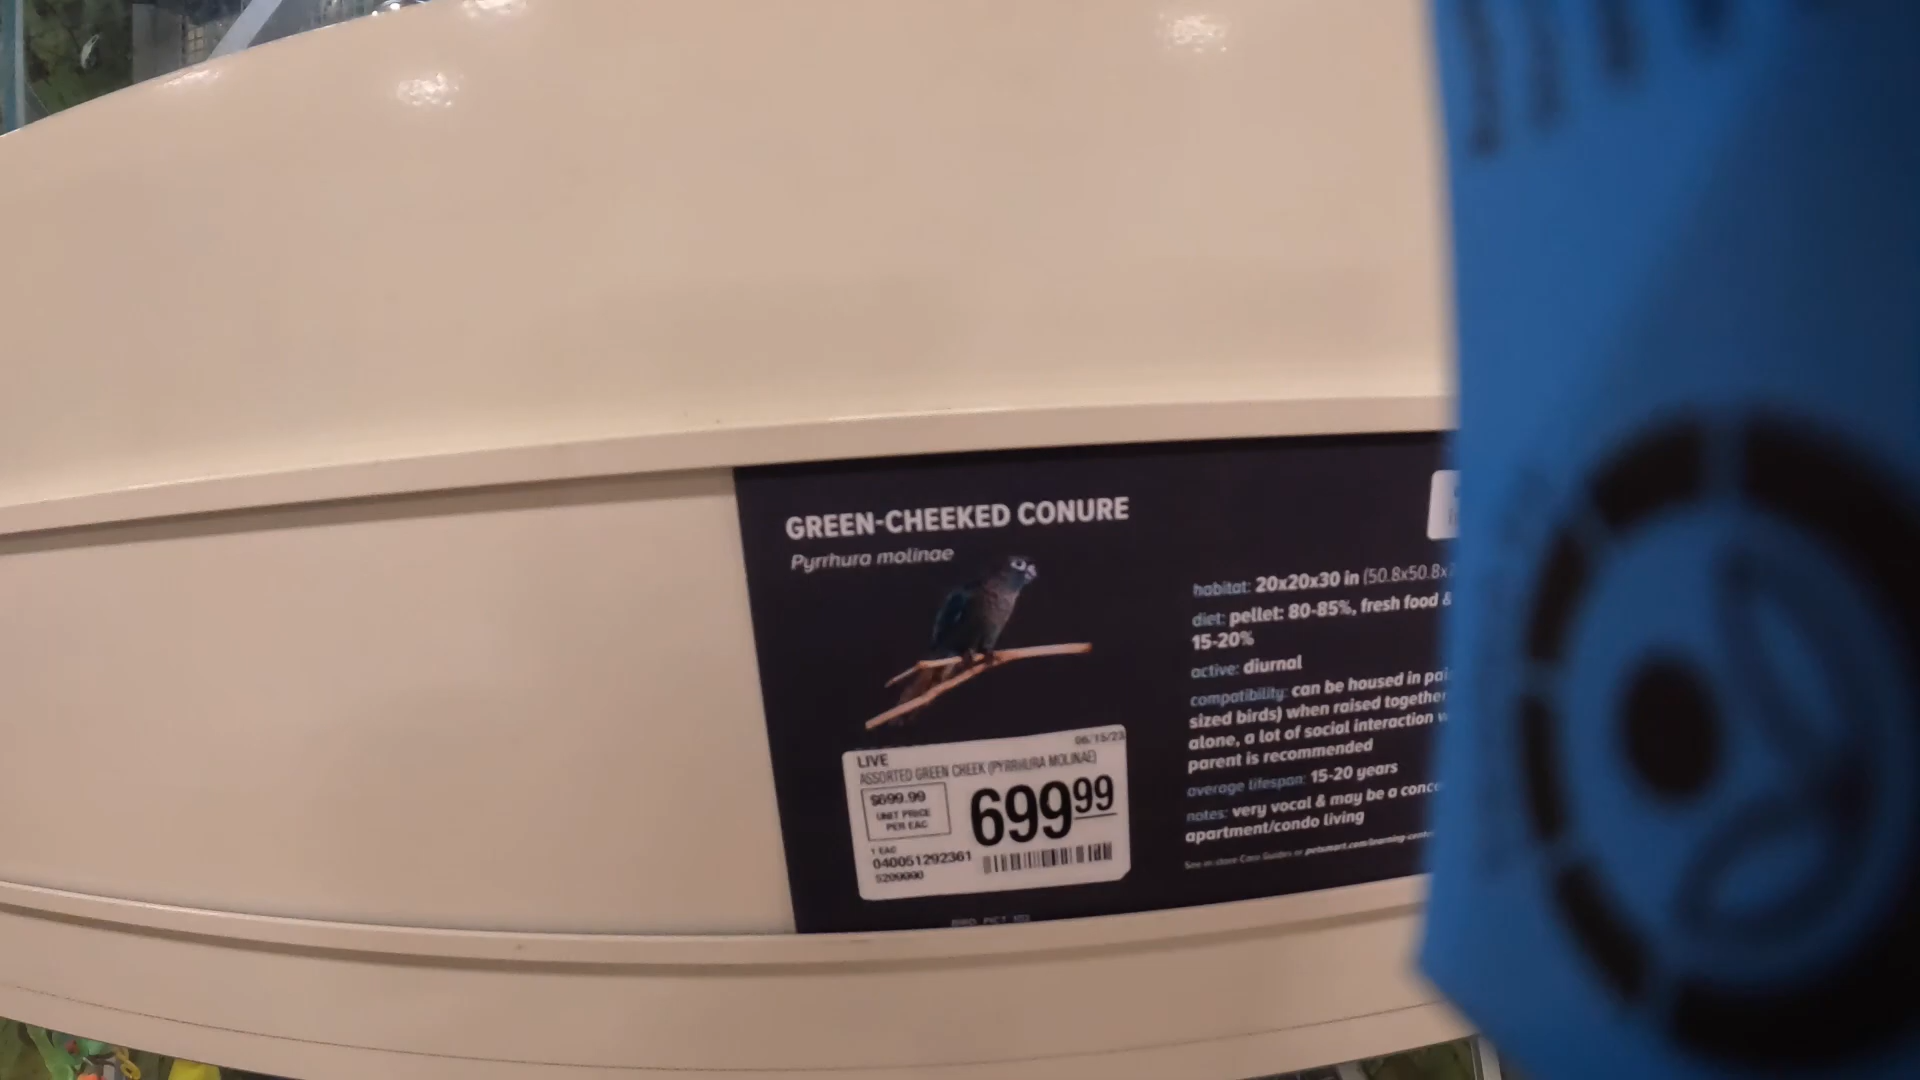 GREEN-CHEEKED CONURE
Pyrrhura molinae
habitat: 20x20x30 in (50.8x50.8x
diet: pellet: 80-85%, fresh food &
15-20%
active: diurnal
compatibility: can be housed in
sized birds) when raised together
alone, a lot of social interaction
parent is recommended
average lifespan: 15-20 years
notes: very vocal & may be a
apartment/condo living
See in-store Care Guides or petsmart.com/learning-
06/15/23
LIVE
ASSORTED GREEN CHEEK (PYRRHURA MOLINAE)
$699.99
UNIT PRICE
PER EAC
699 99
1 EAC
040051292361